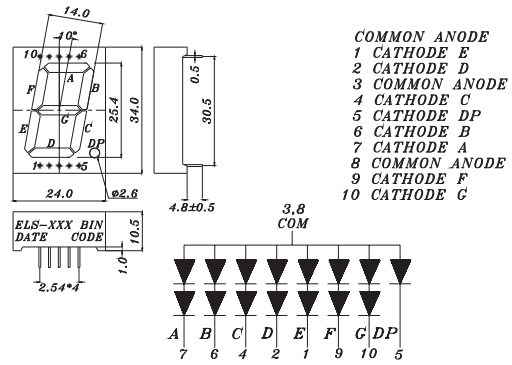 14.0
10°
10
6
A
F
B
G
E
C
D
DP
1
5
25.4
34.0
24.0
ø2.6
0.5
30.5
4.8±0.5
COMMON ANODE
1 CATHODE E
2 CATHODE D
3 COMMON ANODE
4 CATHODE C
5 CATHODE DP
6 CATHODE B
7 CATHODE A
8 COMMON ANODE
9 CATHODE F
10 CATHODE G
ELS-XXX BIN
DATE CODE
10.5
1.0
2.54*4
3,8
COM
A B C D E F G DP
7 6 4 2 1 9 10 5